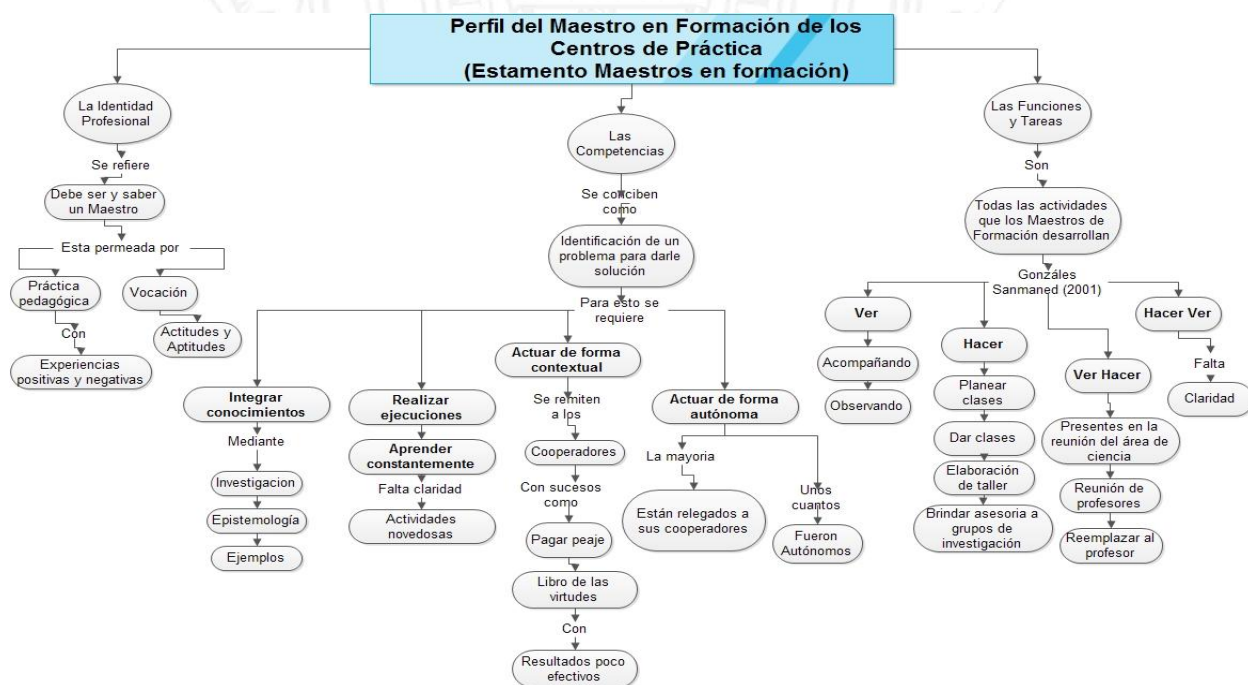 Perfil del Maestro en Formación de los
Centros de Práctica
(Estamento Maestros en formación)
La Identidad
Profesional
Se refiere
Debe ser y saber
un Maestro
Esta permeada por
Práctica
pedagógica
Con
Experiencias
positivas y negativas
Vocación
Actitudes y
Aptitudes
Las
Competencias
Se conciben
como
Identificación de un
problema para darle
solución
Para esto se
requiere
Integrar
conocimientos
Mediante
Investigacion
Epistemología
Ejemplos
Realizar
ejecuciones
Aprender
constantemente
Falta claridad
Actividades
novedosas
Actuar de forma
contextual
Se remiten
a los
Cooperadores
Con sucesos
como
Pagar peaje
Libro de las
virtudes
Con
Resultados poco
efectivos
Actuar de forma
autónoma
La mayoria
Están relegados a
sus cooperadores
Unos
cuantos
Fueron
Autónomos
Las Funciones
y Tareas
Son
Todas las actividades
que los Maestros de
Formación desarrollan
Gonzáles
Sanmaned (2001)
Ver
Acompañando
Observando
Hacer
Planear
clases
Dar clases
Elaboración
de taller
Brindar asesoria a
grupos de
investigación
Ver Hacer
Presentes en la
reunión del área de
ciencia
Reunión de
profesores
Reemplazar al
profesor
Hacer Ver
Falta
Claridad